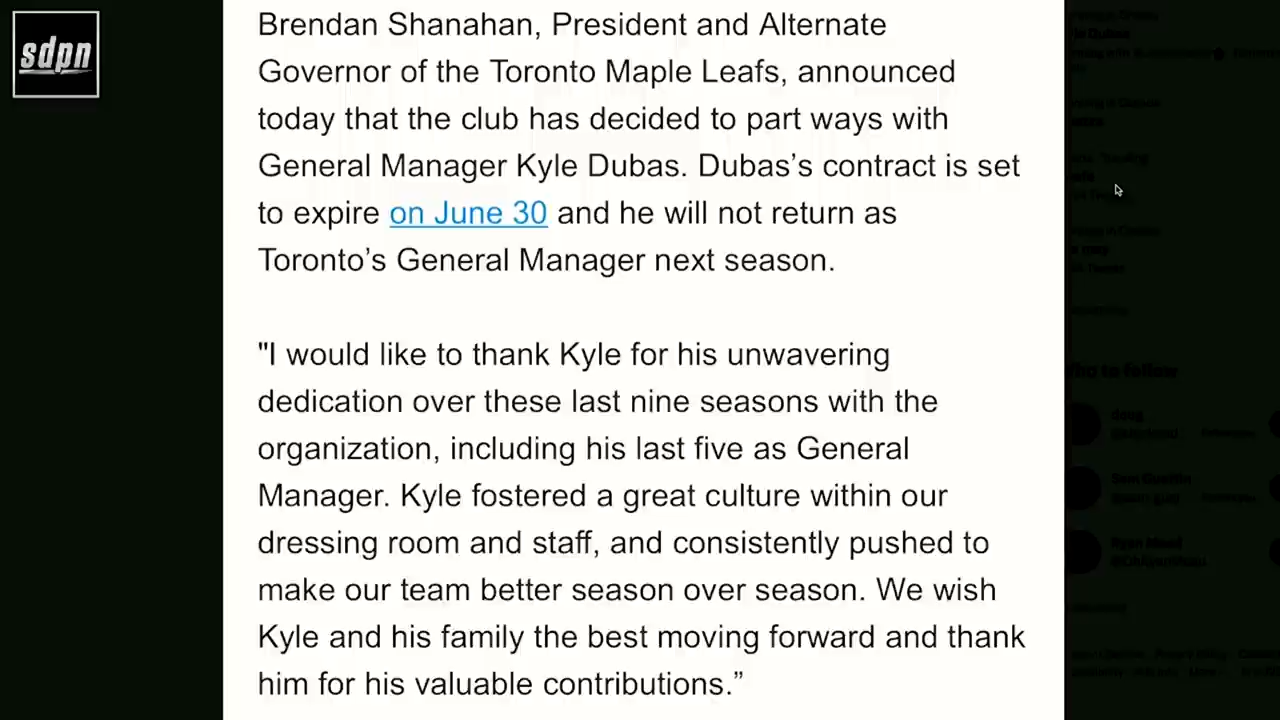 sdpn
Brendan Shanahan, President and Alternate
Governor of the Toronto Maple Leafs, announced
today that the club has decided to part ways with
General Manager Kyle Dubas. Dubas’s contract is set
to expire on June 30 and he will not return as
Toronto’s General Manager next season.
"I would like to thank Kyle for his unwavering
dedication over these last nine seasons with the
organization, including his last five as General
Manager. Kyle fostered a great culture within our
dressing room and staff, and consistently pushed to
make our team better season over season. We wish
Kyle and his family the best moving forward and thank
him for his valuable contributions.”
to follow